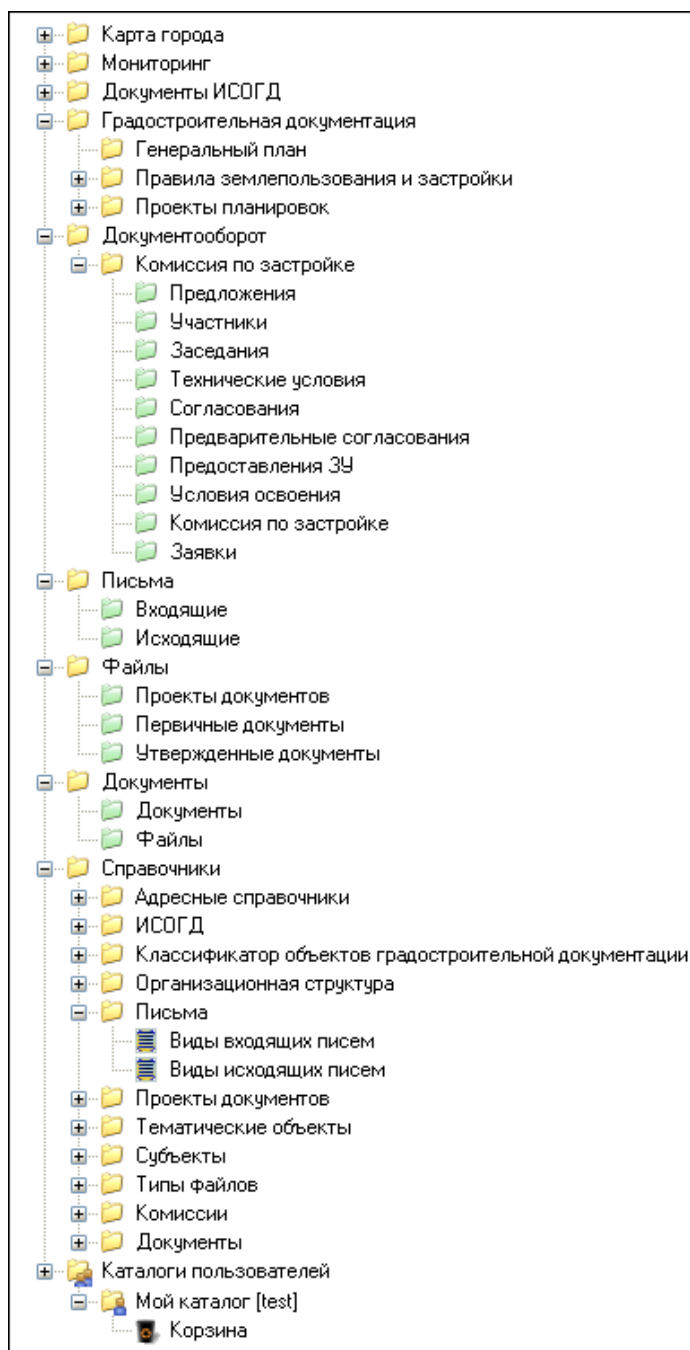 Карта города
Мониторинг
Документы ИСОГД
Градостроительная документация
Генеральный план
Правила землепользования и застройки
Проекты планировок
Документооборот
Комиссия по застройке
Предложения
Участники
Заседания
Технические условия
Согласования
Предварительные согласования
Предоставления ЗУ
Условия освоения
Комиссия по застройке
Заявки
Письма
Входящие
Исходящие
Файлы
Проекты документов
Первичные документы
Утвержденные документы
Документы
Документы
Файлы
Справочники
Адресные справочники
ИСОГД
Классификатор объектов градостроительной документации
Организационная структура
Письма
Виды входящих писем
Виды исходящих писем
Проекты документов
Тематические объекты
Субъекты
Типы файлов
Комиссии
Документы
Каталоги пользователей
Мой каталог [test]
Корзина